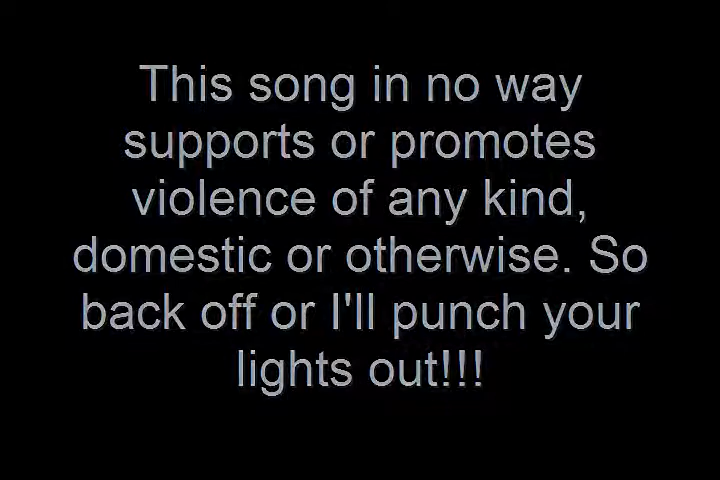 This song in no way
supports or promotes
violence of any kind,
domestic or otherwise. So
back off or I'll punch your
lights out!!!